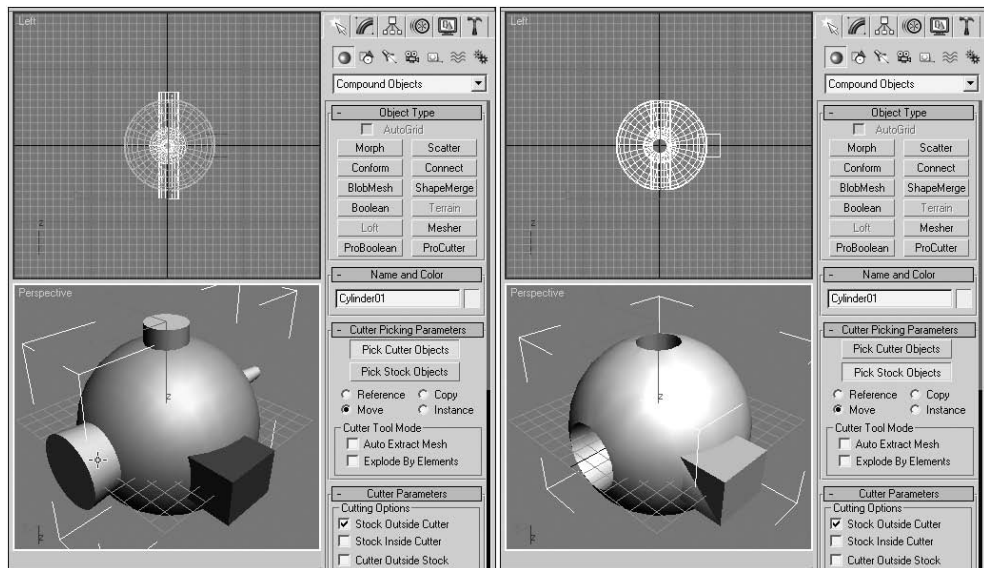 Left
Compound Objects
- Object Type
AutoGrid
Morph Scatter
Conform Connect
BlobMesh ShapeMerge
Boolean Terrain
Loft Mesher
ProBoolean ProCutter
- Name and Color
Cylinder01
Perspective
- Cutter Picking Parameters
Pick Cutter Objects
Pick Stock Objects
Reference Copy
Move Instance
Cutter Tool Mode
Auto Extract Mesh
Explode By Elements
- Cutter Parameters
Cutting Options
Stock Outside Cutter
Stock Inside Cutter
Cutter Outside Stock
z
z
Left
Compound Objects
- Object Type
AutoGrid
Morph Scatter
Conform Connect
BlobMesh ShapeMerge
Boolean Terrain
Loft Mesher
ProBoolean ProCutter
- Name and Color
Cylinder01
Perspective
- Cutter Picking Parameters
Pick Cutter Objects
Pick Stock Objects
Reference Copy
Move Instance
Cutter Tool Mode
Auto Extract Mesh
Explode By Elements
- Cutter Parameters
Cutting Options
Stock Outside Cutter
Stock Inside Cutter
Cutter Outside Stock
z
z